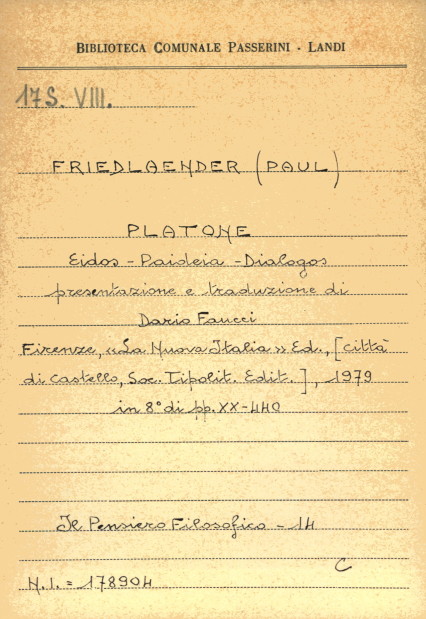 BIBLIOTECA COMUNALE PASSERINI - LANDI
17S. VIII.
FRIEDLAENDER (PAUL)
PLATONE
Eidos - Paideia - Dialogos
presentazione e traduzione di
Dario Faucci
Firenze, «La Nuova Italia» Ed., [Città
di Castello, Soc. Tipolit. Edit.], 1979
in 8° di pp. XX-440
Il Pensiero Filosofico - 14
C
N.I. = 178904